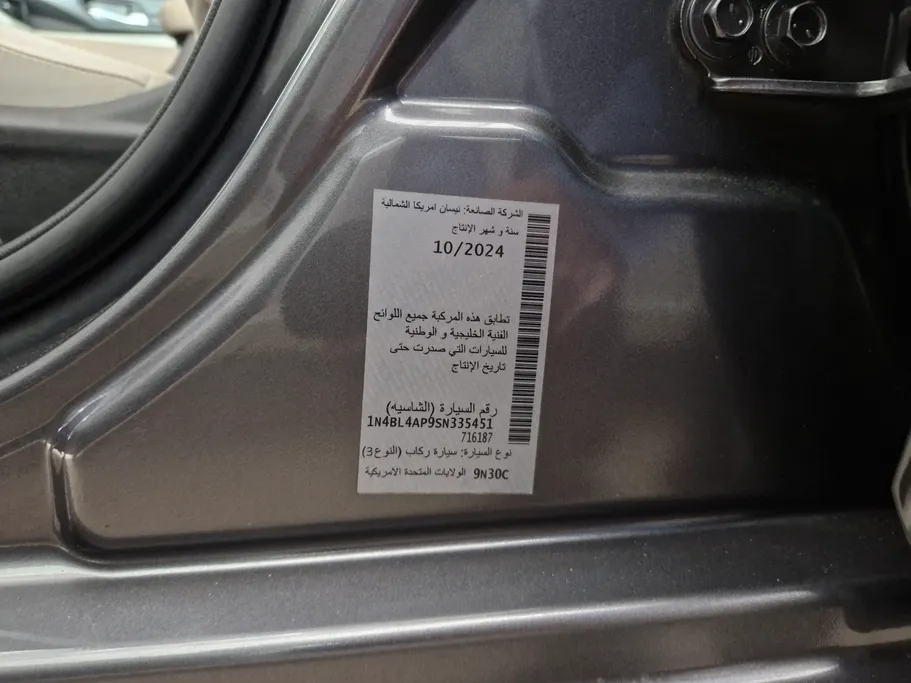 الشركة الصانعة: نيسان امريكا الشمالية
سنة و شهر الإنتاج
10/2024
تطابق هذه المركبة جميع اللوائح
الفنية الخليجية و الوطنية
للسيارات التي صدرت حتى
تاريخ الإنتاج
رقم السيارة (الشاسيه)
1N4BL4AP9SN335451
716187
نوع السيارة: سيارة ركاب (النوع3)
9N30C الولايات المتحدة الامريكية